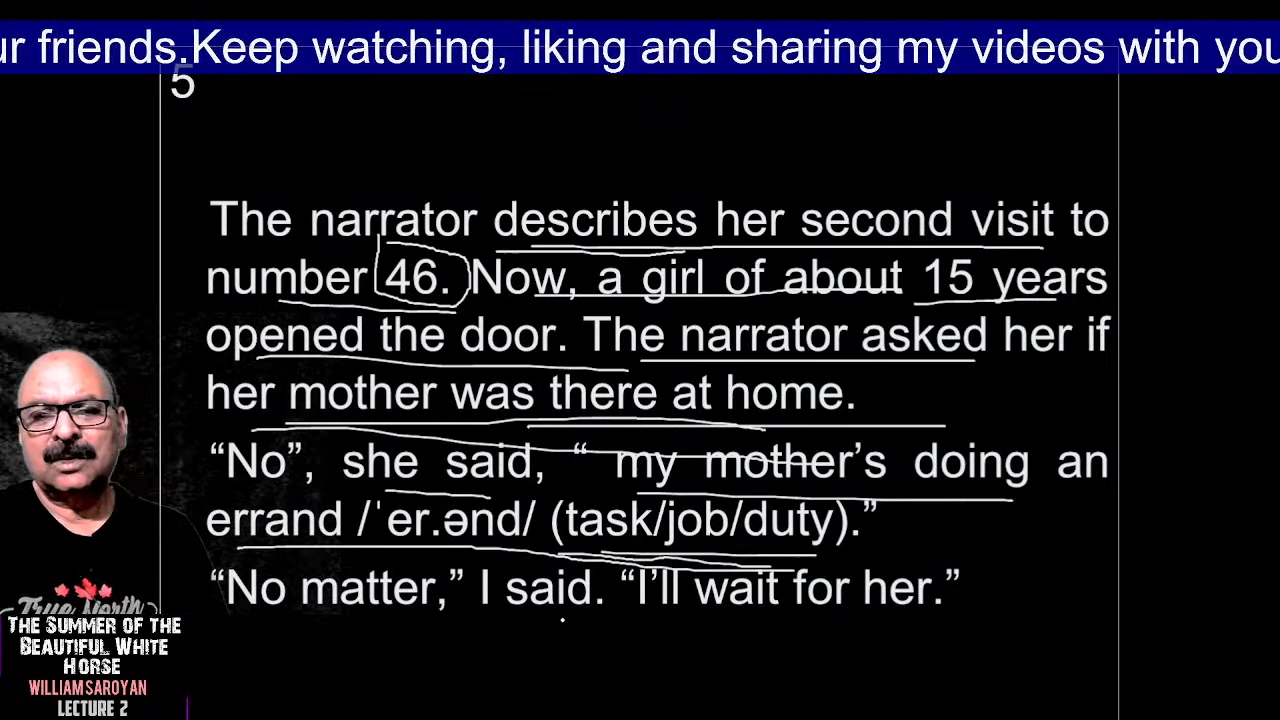 ur friends.Keep watching, liking and sharing my videos with you
5
The narrator describes her second visit to
number 46. Now, a girl of about 15 years
opened the door. The narrator asked her if
her mother was there at home.
“No”, she said, “ my mother’s doing an
errand /ˈer.ənd/ (task/job/duty).”
“No matter,” I said. “I’ll wait for her.”
True North
The Summer of the
Beautiful White
Horse
William Saroyan
Lecture 2